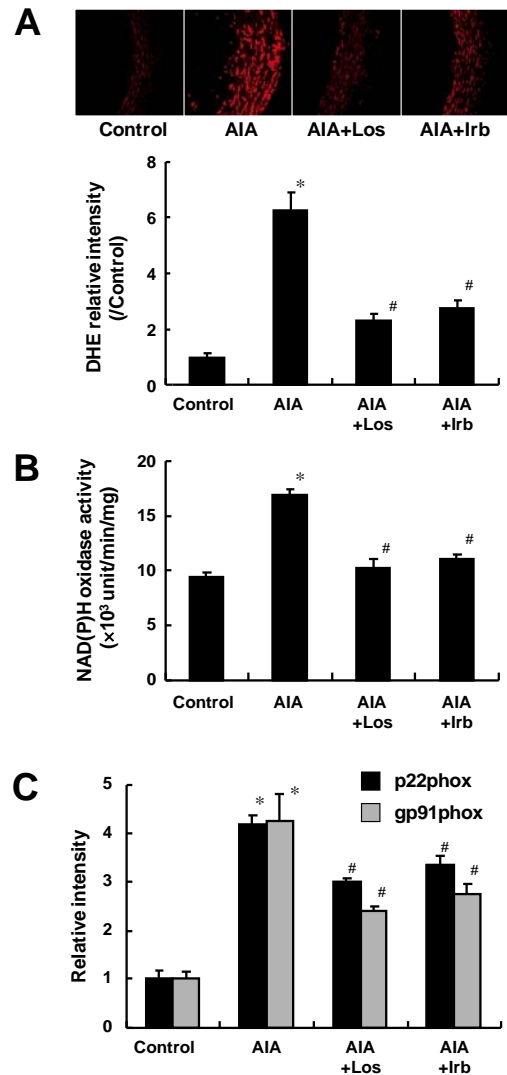 A
Control AIA AIA+Los AIA+Irb
DHE relative intensity
(/Control)
8
6
4
2
0
*
#
#
Control AIA AIA +Los AIA +Irb
B
NAD(P)H oxidase activity
(×10³ unit/min/mg)
20
15
10
5
0
*
#
#
Control AIA AIA +Los AIA +Irb
C
Relative intensity
5
4
3
2
1
0
p22phox
gp91phox
* *
# #
# #
Control AIA AIA +Los AIA +Irb